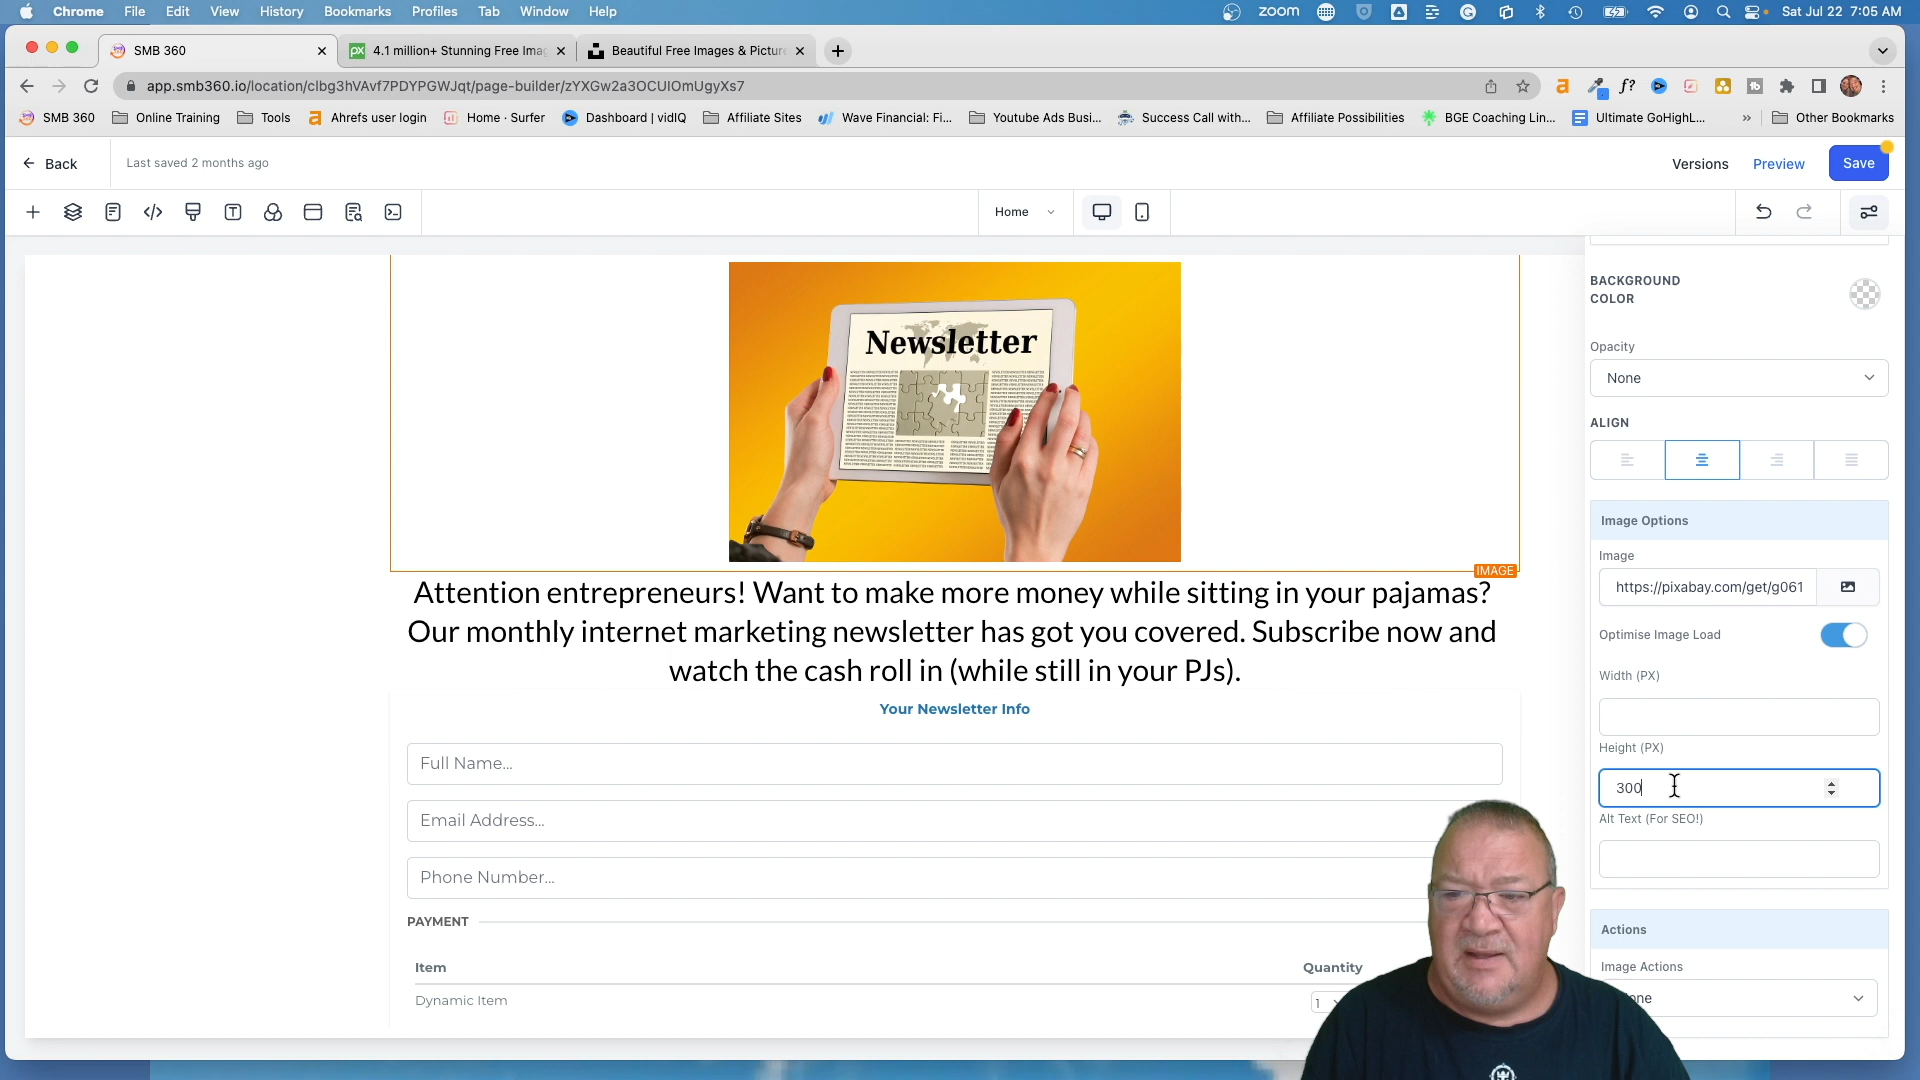 Chrome File Edit View History Bookmarks Profiles Tab Window Help zoom Sat Jul 22 7:05 AM
SMB 360 4.1 million+ Stunning Free Imag Beautiful Free Images & Picture
app.smb360.io/location/clbg3hVAvf7PDYPGWJqt/page-builder/zYXGw2a3OCUIOmUgyXs7
SMB 360 Online Training Tools Ahrefs user login Home · Surfer Dashboard | vidIQ Affiliate Sites Wave Financial: Fi... Youtube Ads Busi... Success Call with... Affiliate Possibilities BGE Coaching Lin... Ultimate GoHighL... » Other Bookmarks
Back Last saved 2 months ago Versions Preview Save
Home
Newsletter
IMAGE
Attention entrepreneurs! Want to make more money while sitting in your pajamas?
Our monthly internet marketing newsletter has got you covered. Subscribe now and
watch the cash roll in (while still in your PJs).
Your Newsletter Info
Full Name...
Email Address...
Phone Number...
PAYMENT
Item Quantity
Dynamic Item 1
BACKGROUND
COLOR
Opacity
None
ALIGN
Image Options
Image
https://pixabay.com/get/g061
Optimise Image Load
Width (PX)
Height (PX)
300
Alt Text (For SEO!)
Actions
Image Actions
one